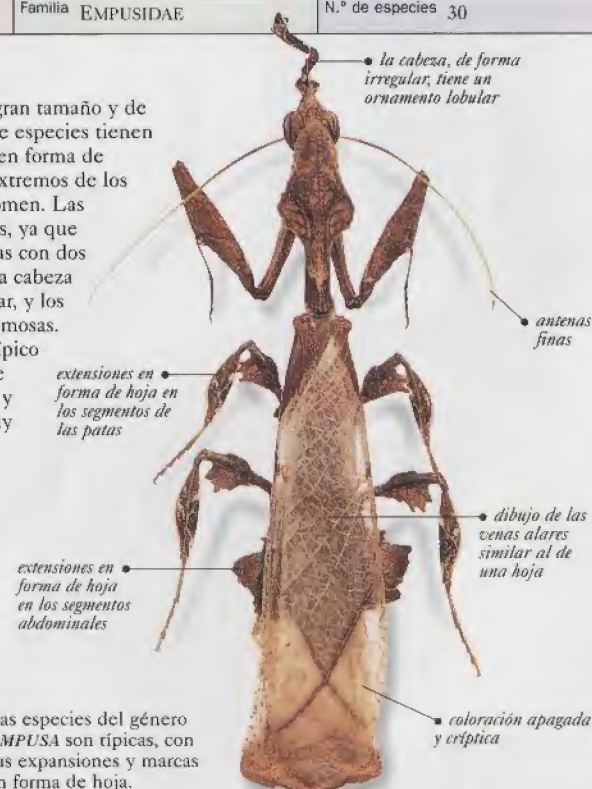 Familia EMPUSIDAE
N.º de especies 30
la cabeza, de forma
irregular, tiene un
ornamento lobular
gran tamaño y de
e especies tienen
en forma de
xtremos de los
omen. Las
s, ya que
as con dos
a cabeza
ar, y los
mosas.
ípico
e
y
y
antenas
finas
extensiones en
forma de hoja en
los segmentos de
las patas
dibujo de las
venas alares
similar al de
una hoja
extensiones en
forma de hoja
en los segmentos
abdominales
coloración apagada
y críptica
as especies del género
MPUSA son típicas, con
us expansiones y marcas
n forma de hoja.